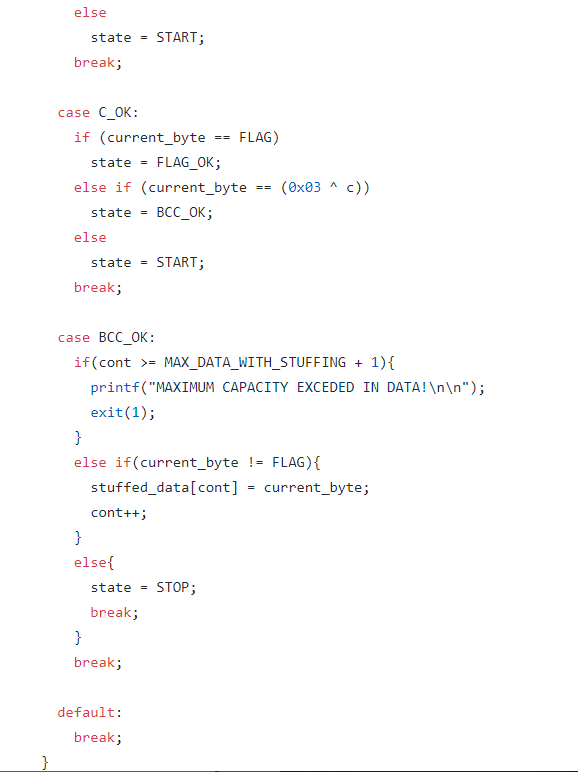 else
state = START;
break;
case C_OK:
if (current_byte == FLAG)
state = FLAG_OK;
else if (current_byte == (0x03 ^ c))
state = BCC_OK;
else
state = START;
break;
case BCC_OK:
if(cont >= MAX_DATA_WITH_STUFFING + 1){
printf("MAXIMUM CAPACITY EXCEDED IN DATA!\n\n");
exit(1);
}
else if(current_byte != FLAG){
stuffed_data[cont] = current_byte;
cont++;
}
else{
state = STOP;
break;
}
break;
default:
break;
}